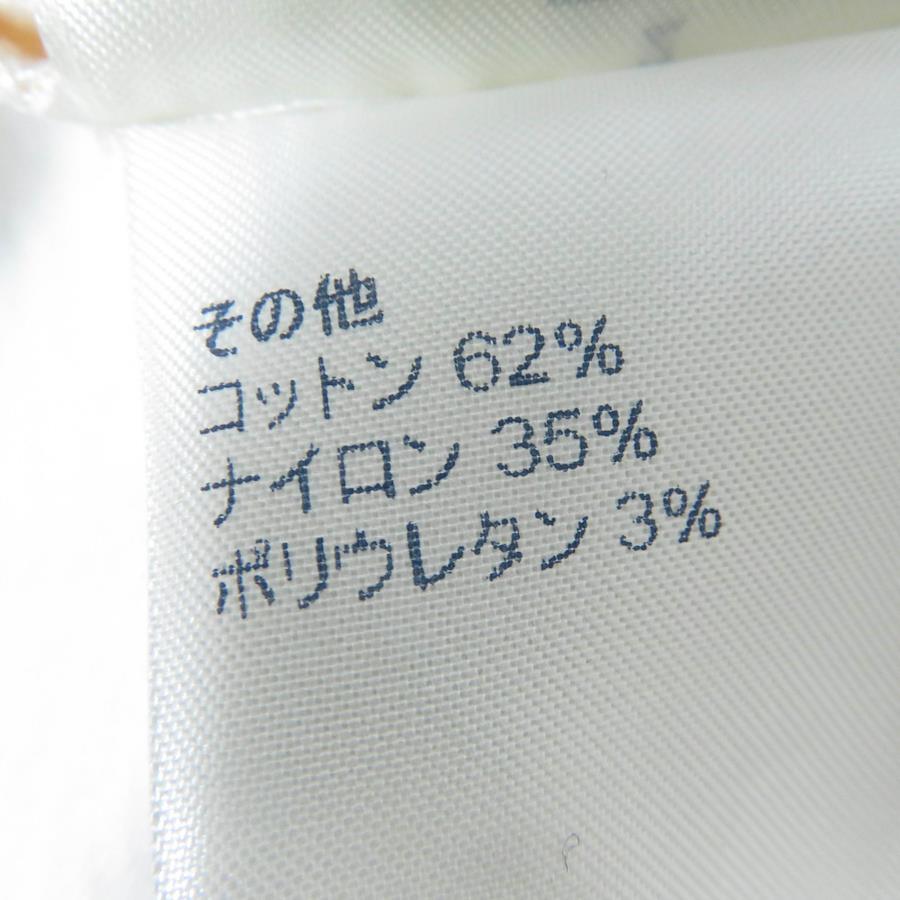 その他
コットン 62%
ナイロン 35%
ポリウレタン 3%